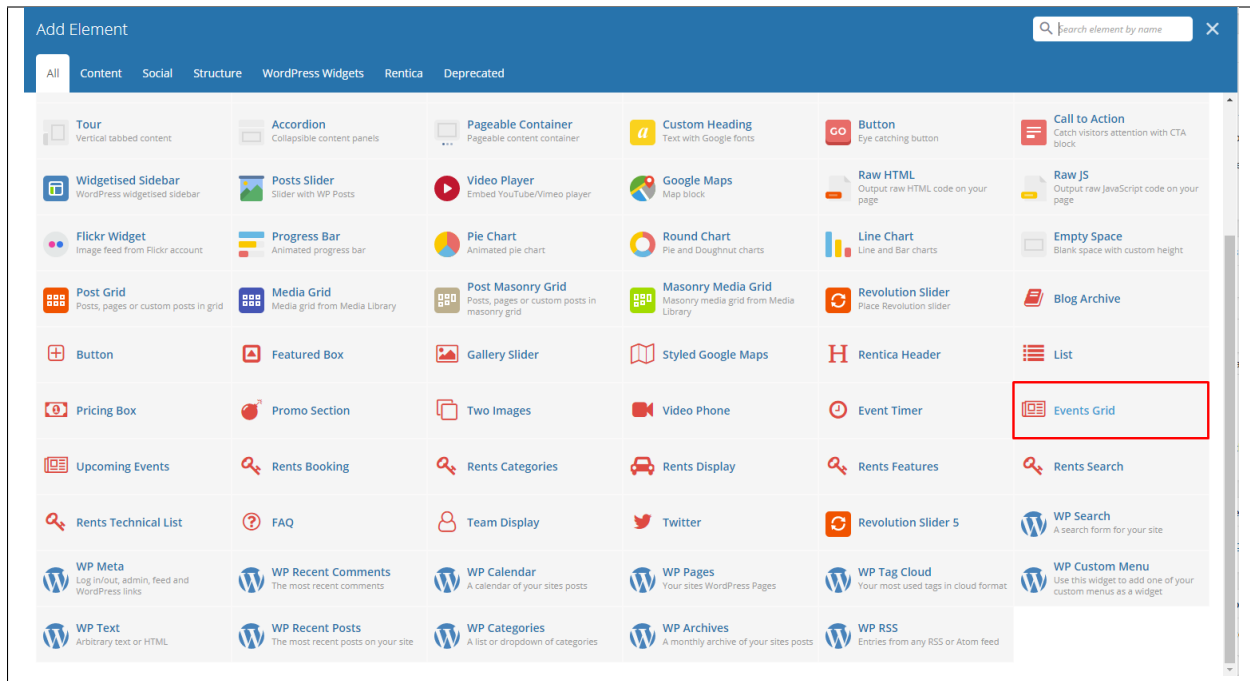 Add Element
Search element by name
All Content Social Structure WordPress Widgets Rentica Deprecated
Tour
Vertical tabbed content
Accordion
Collapsible content panels
Pageable Container
Pageable content container
a
Custom Heading
Text with Google fonts
GO
Button
Eye catching button
Call to Action
Catch visitors attention with CTA
block
Widgetised Sidebar
WordPress widgetised sidebar
Posts Slider
Slider with WP Posts
Video Player
Embed YouTube/Vimeo player
Google Maps
Map block
Raw HTML
Output raw HTML code on your
page
Raw JS
Output raw JavaScript code on your
page
Flickr Widget
Image feed from Flickr account
Progress Bar
Animated progress bar
Pie Chart
Animated pie chart
Round Chart
Pie and Doughnut charts
Line Chart
Line and Bar charts
Empty Space
Blank space with custom height
Post Grid
Posts, pages or custom posts in grid
Media Grid
Media grid from Media Library
Post Masonry Grid
Posts, pages or custom posts in
masonry grid
Masonry Media Grid
Masonry media grid from Media
Library
Revolution Slider
Place Revolution slider
Blog Archive
Button
Featured Box
Gallery Slider
Styled Google Maps
H
Rentica Header
List
Pricing Box
Promo Section
Two Images
Video Phone
Event Timer
Events Grid
Upcoming Events
Rents Booking
Rents Categories
Rents Display
Rents Features
Rents Search
Rents Technical List
?
FAQ
Team Display
Twitter
Revolution Slider 5
WP Search
A search form for your site
WP Meta
Log in/out, admin, feed and
WordPress links
WP Recent Comments
The most recent comments
WP Calendar
A calendar of your sites posts
WP Pages
Your sites WordPress Pages
WP Tag Cloud
Your most used tags in cloud format
WP Custom Menu
Use this widget to add one of your
custom menus as a widget
WP Text
Arbitrary text or HTML
WP Recent Posts
The most recent posts on your site
WP Categories
A list or dropdown of categories
WP Archives
A monthly archive of your sites posts
WP RSS
Entries from any RSS or Atom feed